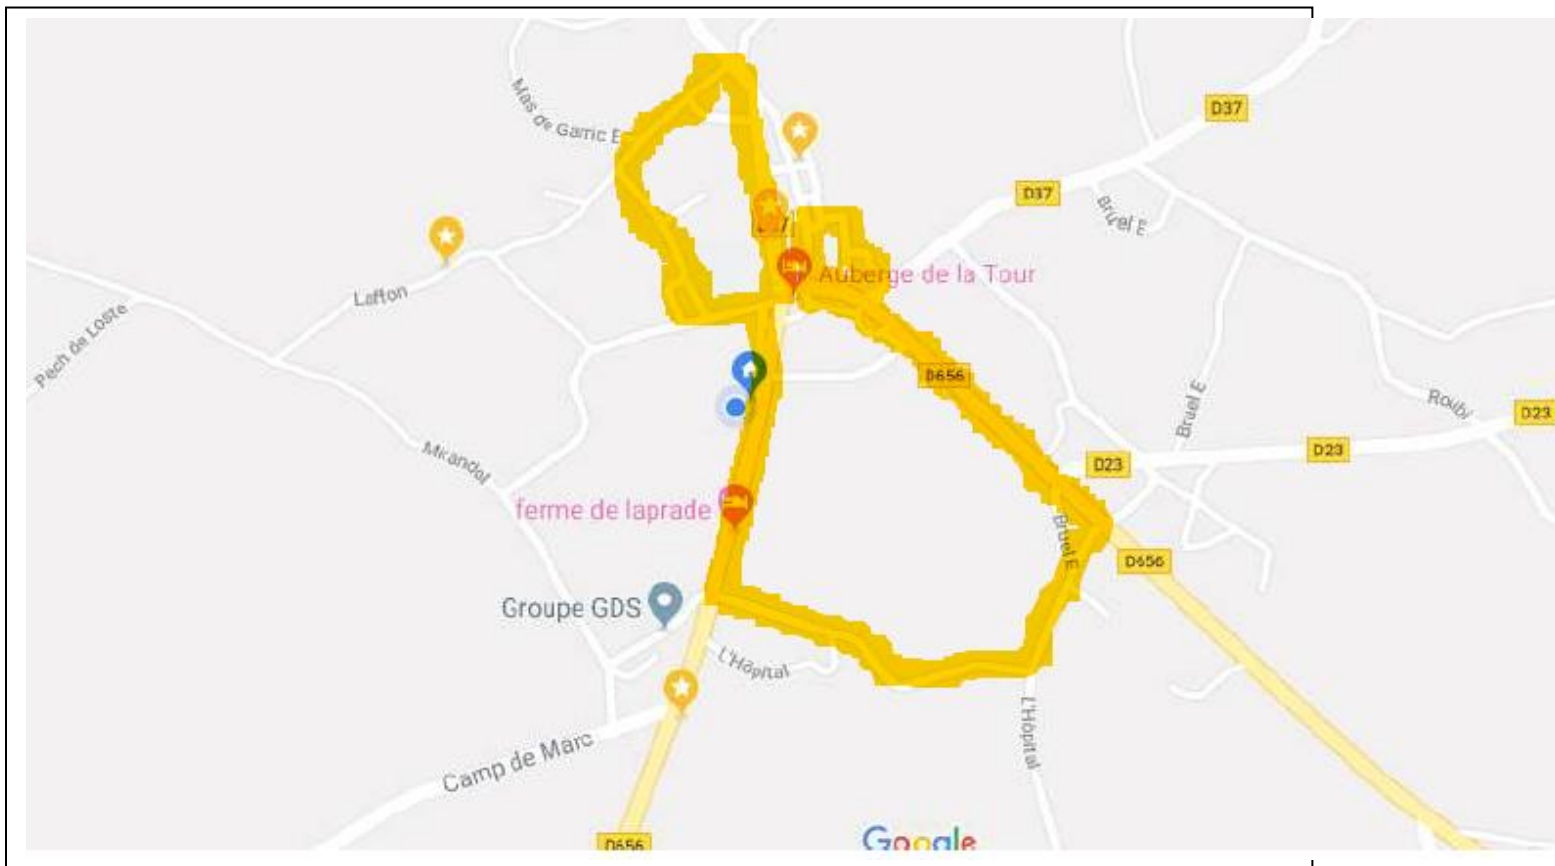 D37
Mas de Garric E
D37
Bruel E
Auberge de la Tour
Laffon
Pech de Loste
D656
Bruel E
Roubi
D23
D23
D23
Mirandol
ferme de laprade
Bruel E
D656
Groupe GDS
L'Hôpital
L'Hôpital
Camp de Marc
D656
Google